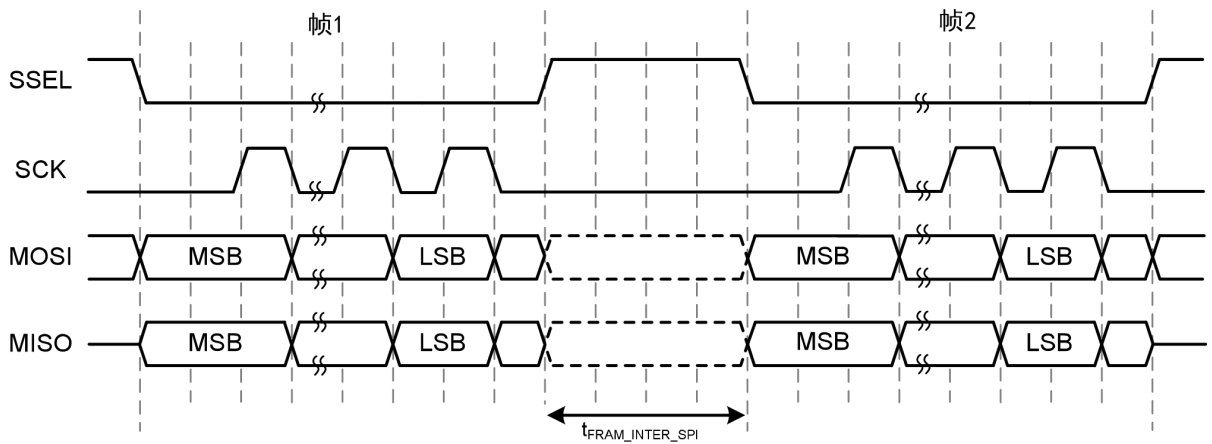 帧1 帧2
SSEL
SCK
MOSI MSB LSB MSB LSB
MISO MSB LSB MSB LSB
tFRAM_INTER_SPI